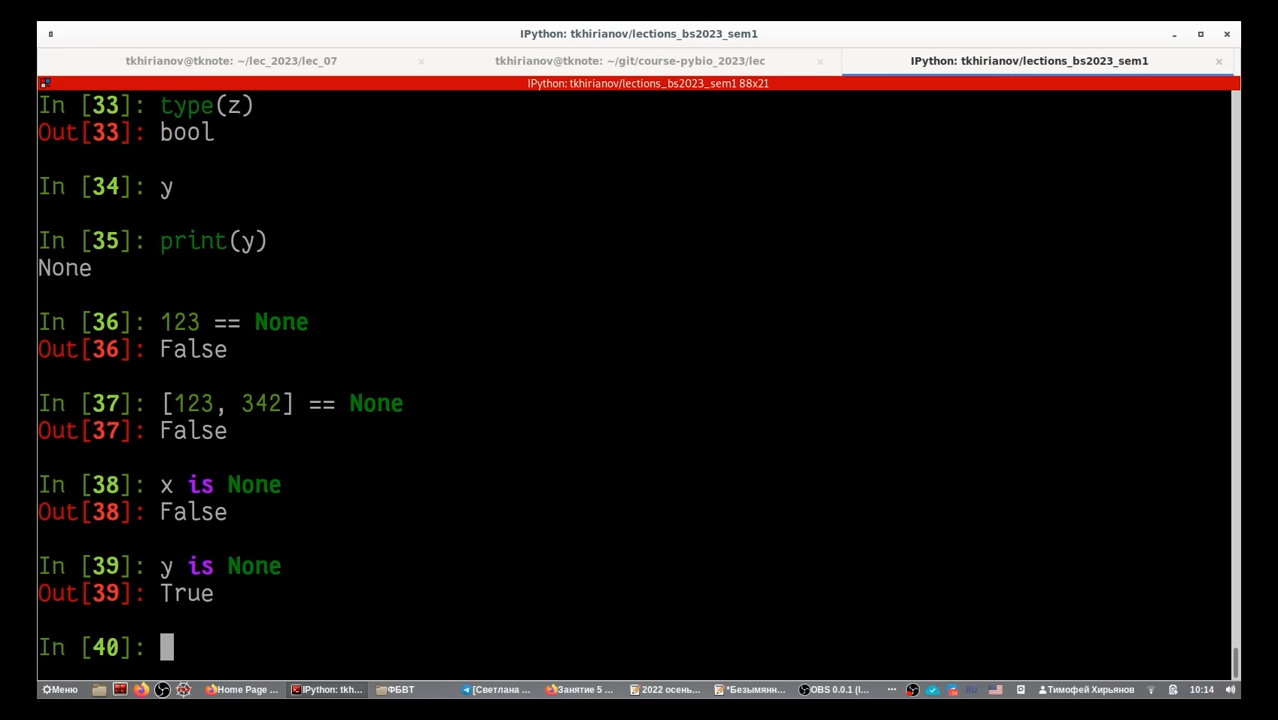 IPython: tkhirianov/lections_bs2023_sem1
tkhirianov@tknote: ~/lec_2023/lec_07
tkhirianov@tknote: ~/git/course-pybio_2023/lec
IPython: tkhirianov/lections_bs2023_sem1
IPython: tkhirianov/lections_bs2023_sem1 88x21
In [33]: type(z)
Out[33]: bool
In [34]: y
In [35]: print(y)
None
In [36]: 123 == None
Out[36]: False
In [37]: [123, 342] == None
Out[37]: False
In [38]: x is None
Out[38]: False
In [39]: y is None
Out[39]: True
In [40]:
Меню Home Page ... IPython: tkh... ФБВТ [Светлана ... Занятие 5 ... 2022 осень... *Безымянн... OBS 0.0.1 (l... ... RU Тимофей Хирьянов 10:14